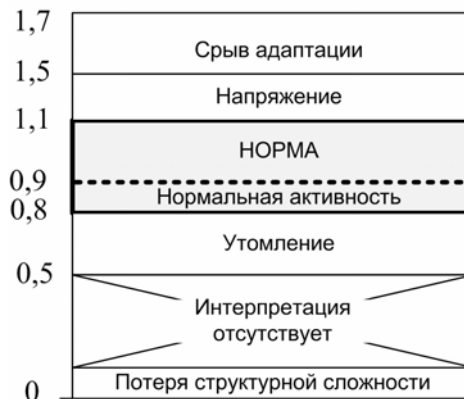 1,7
Срыв адаптации
1,5
Напряжение
1,1
НОРМА
0,9
Нормальная активность
0,8
Утомление
0,5
Интерпретация
отсутствует
Потеря структурной сложности
0